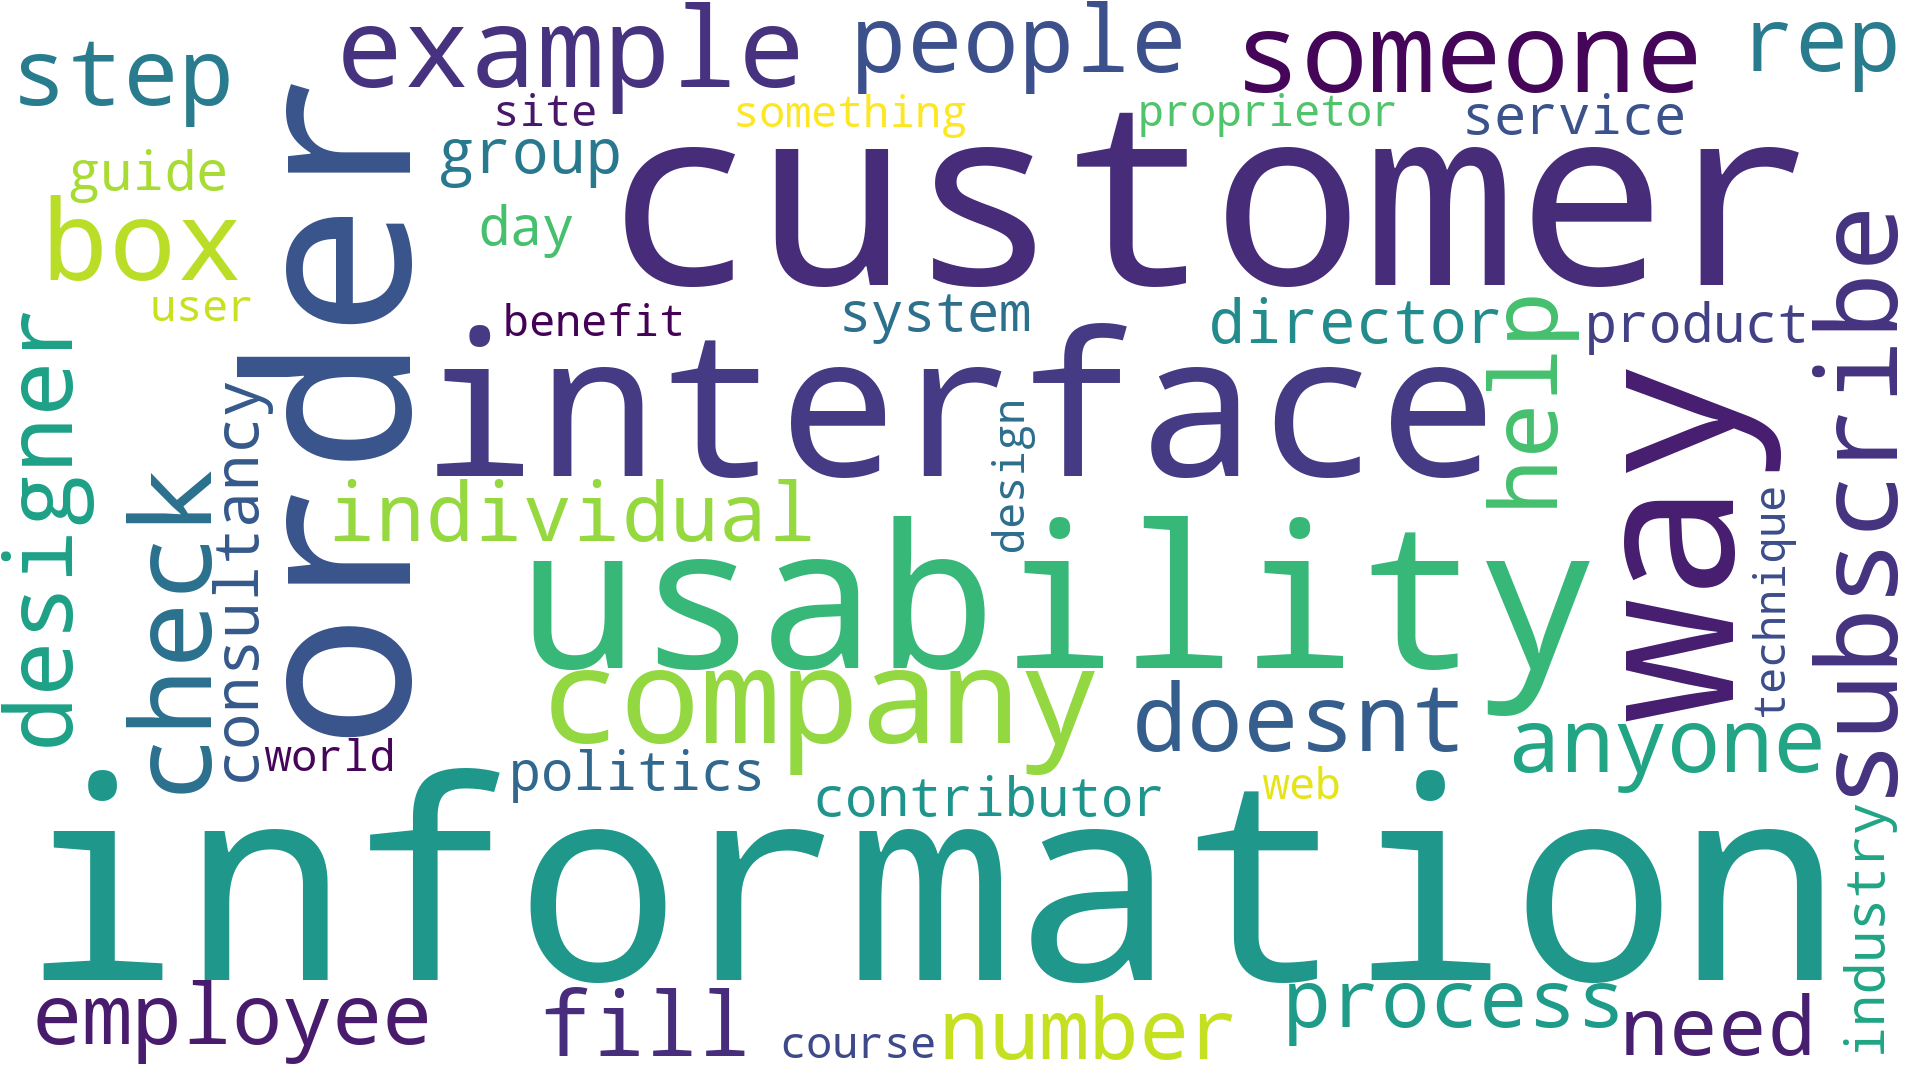 step
example
people
someone
rep
site
something
proprietor
service
group
customer
guide
box
day
order
user
benefit
system
director
help
product
subscribe
designer
interface
way
check
consultancy
individual
design
usability
technique
company
doesnt
anyone
world
politics
contributor
web
information
industry
employee
fill
course
number
process
need